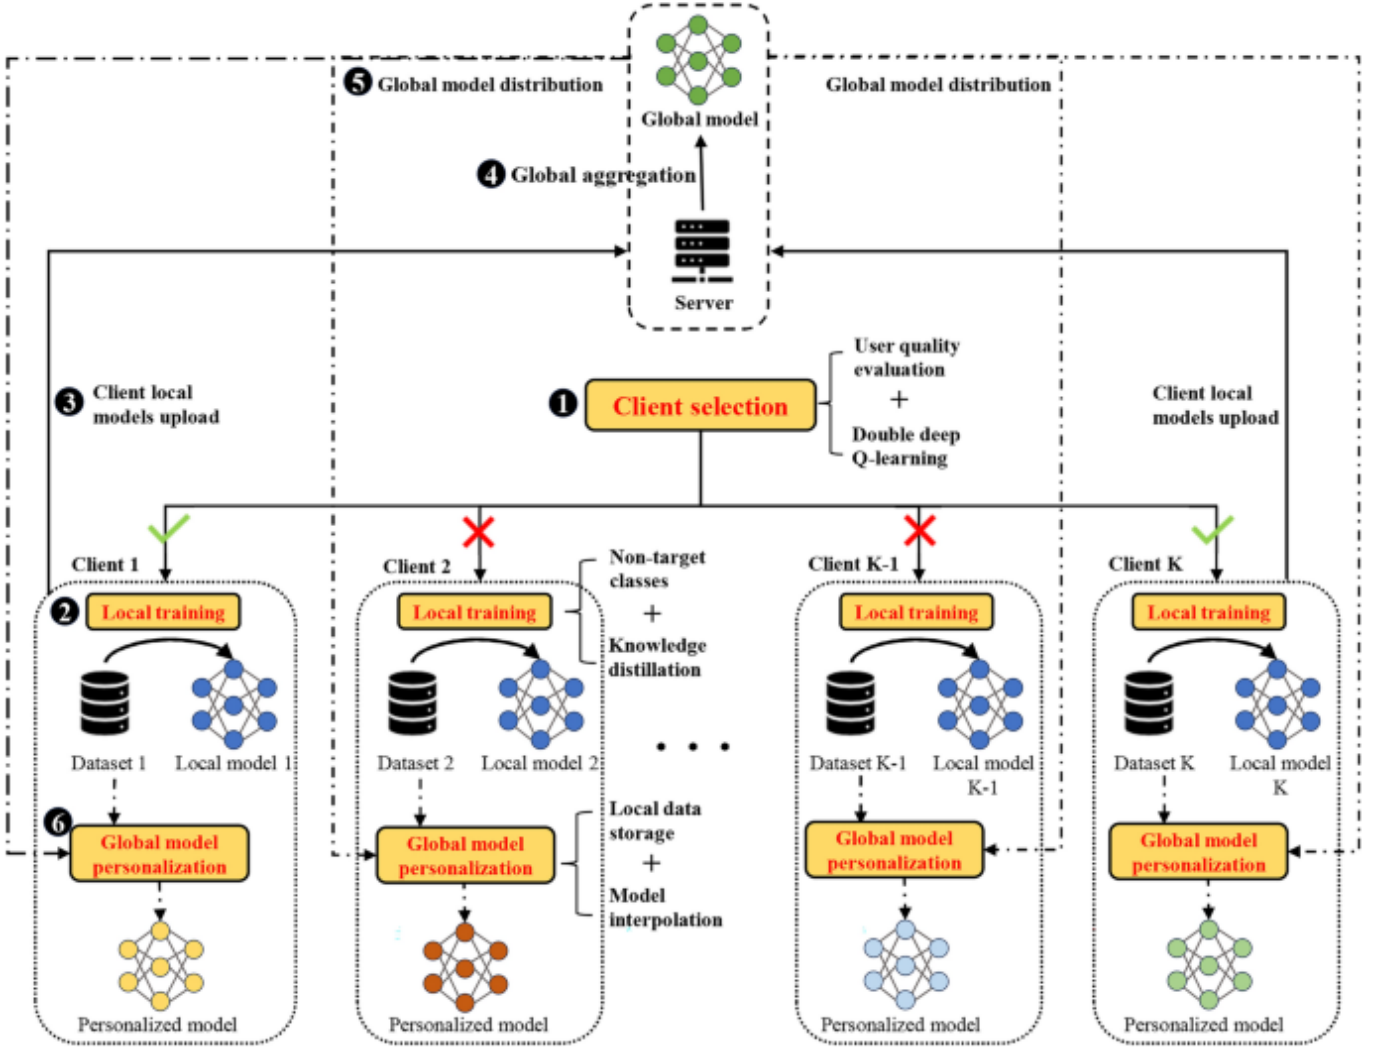 Global model
5 Global model distribution
Global model distribution
4 Global aggregation
Server
User quality
evaluation
+
Double deep
Q-learning
1 Client selection
3 Client local
models upload
Client local
models upload
Client 1
2 Local training
Dataset 1
Local model 1
6 Global model
personalization
Personalized model
Client 2
Local training
Non-target
classes
+
Knowledge
distillation
Dataset 2
Local model 2
Global model
personalization
Local data
storage
+
Model
interpolation
Personalized model
• • •
Client K-1
Local training
Dataset K-1
Local model
K-1
Global model
personalization
Personalized model
Client K
Local training
Dataset K
Local model
K
Global model
personalization
Personalized model